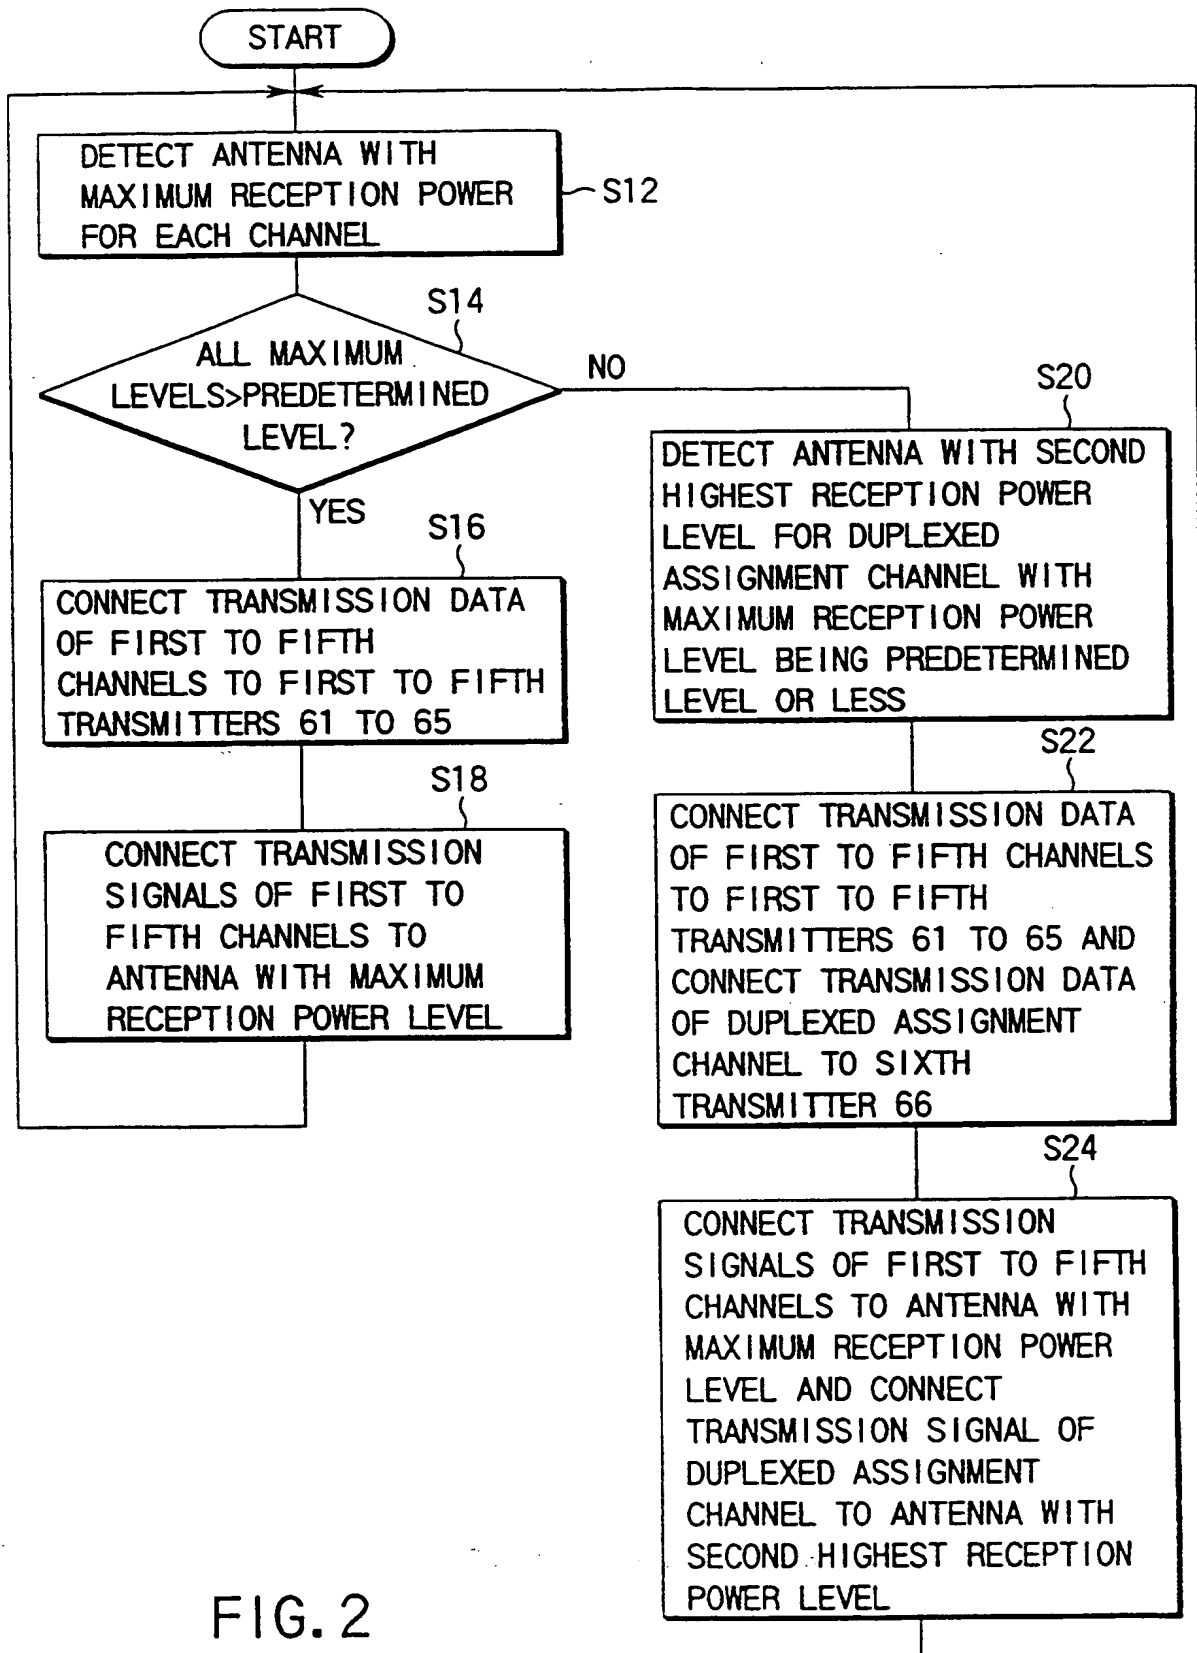 START
DETECT ANTENNA WITH
MAXIMUM RECEPTION POWER
FOR EACH CHANNEL
S12
S14
ALL MAXIMUM
LEVELS>PREDETERMINED
LEVEL?
NO
YES
S16
CONNECT TRANSMISSION DATA
OF FIRST TO FIFTH
CHANNELS TO FIRST TO FIFTH
TRANSMITTERS 61 TO 65
S18
CONNECT TRANSMISSION
SIGNALS OF FIRST TO
FIFTH CHANNELS TO
ANTENNA WITH MAXIMUM
RECEPTION POWER LEVEL
S20
DETECT ANTENNA WITH SECOND
HIGHEST RECEPTION POWER
LEVEL FOR DUPLEXED
ASSIGNMENT CHANNEL WITH
MAXIMUM RECEPTION POWER
LEVEL BEING PREDETERMINED
LEVEL OR LESS
S22
CONNECT TRANSMISSION DATA
OF FIRST TO FIFTH CHANNELS
TO FIRST TO FIFTH
TRANSMITTERS 61 TO 65 AND
CONNECT TRANSMISSION DATA
OF DUPLEXED ASSIGNMENT
CHANNEL TO SIXTH
TRANSMITTER 66
S24
CONNECT TRANSMISSION
SIGNALS OF FIRST TO FIFTH
CHANNELS TO ANTENNA WITH
MAXIMUM RECEPTION POWER
LEVEL AND CONNECT
TRANSMISSION SIGNAL OF
DUPLEXED ASSIGNMENT
CHANNEL TO ANTENNA WITH
SECOND HIGHEST RECEPTION
POWER LEVEL
FIG. 2